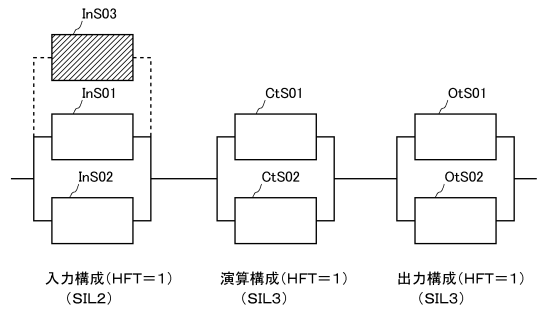 InS03
InS01
CtS01
OtS01
InS02
CtS02
OtS02
入力構成(HFT=1)
(SIL2)
演算構成(HFT=1)
(SIL3)
出力構成(HFT=1)
(SIL3)